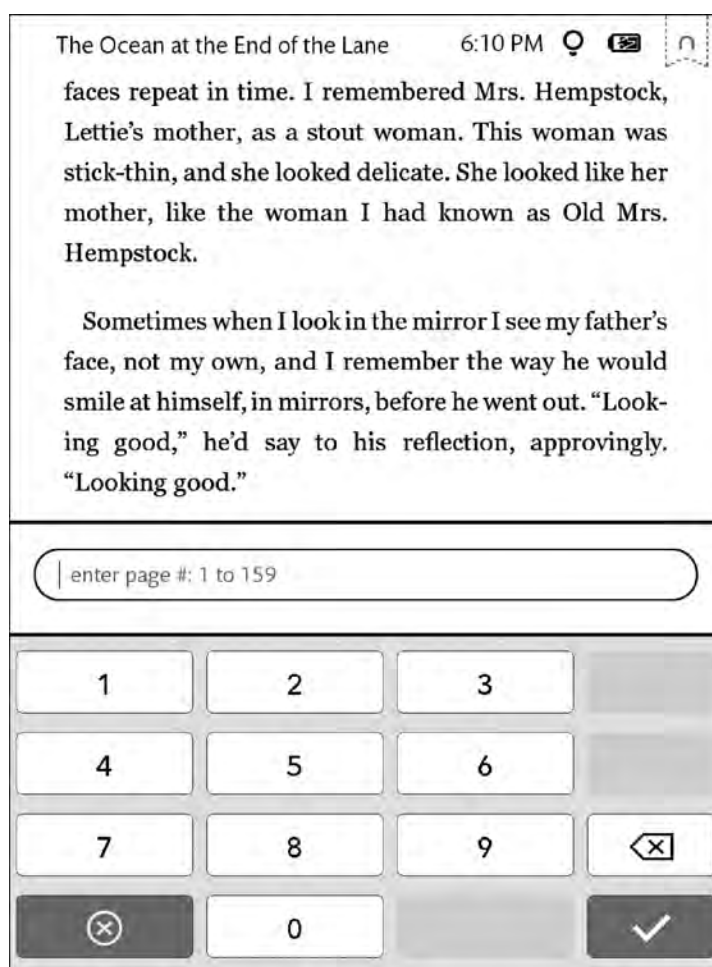 The Ocean at the End of the Lane 6:10 PM
faces repeat in time. I remembered Mrs. Hempstock,
Lettie’s mother, as a stout woman. This woman was
stick-thin, and she looked delicate. She looked like her
mother, like the woman I had known as Old Mrs.
Hempstock.
Sometimes when I look in the mirror I see my father’s
face, not my own, and I remember the way he would
smile at himself, in mirrors, before he went out. “Look-
ing good,” he’d say to his reflection, approvingly.
“Looking good.”
enter page #: 1 to 159
1 2 3
4 5 6
7 8 9
0